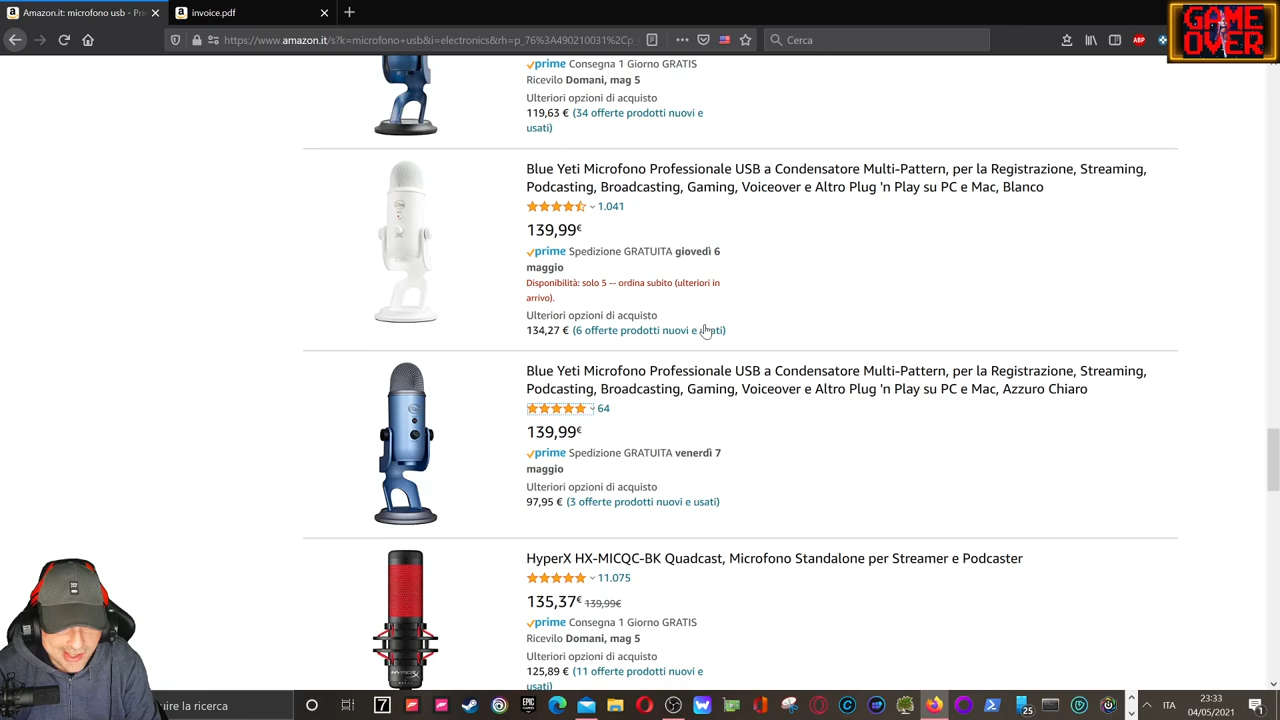 Amazon.it: microfono usb - Pri
invoice.pdf
GAME OVER
https://www.amazon.it/s?k=microfono+usb&i=electronics&rh=p_76
Cerca
ABP
prime Consegna 1 Giorno GRATIS
Ricevilo Domani, mag 5
Ulteriori opzioni di acquisto
119,63 € (34 offerte prodotti nuovi e
usati)
Blue Yeti Microfono Professionale USB a Condensatore Multi-Pattern, per la Registrazione, Streaming,
Podcasting, Broadcasting, Gaming, Voiceover e Altro Plug 'n Play su PC e Mac, Blanco
1.041
139,99€
prime Spedizione GRATUITA giovedì 6
maggio
Disponibilità: solo 5 -- ordina subito (ulteriori in
arrivo).
Ulteriori opzioni di acquisto
134,27 € (6 offerte prodotti nuovi e usati)
Blue Yeti Microfono Professionale USB a Condensatore Multi-Pattern, per la Registrazione, Streaming,
Podcasting, Broadcasting, Gaming, Voiceover e Altro Plug 'n Play su PC e Mac, Azzuro Chiaro
64
139,99€
prime Spedizione GRATUITA venerdì 7
maggio
Ulteriori opzioni di acquisto
97,95 € (3 offerte prodotti nuovi e usati)
HyperX HX-MICQC-BK Quadcast, Microfono Standalone per Streamer e Podcaster
11.075
135,37€ 139,99€
prime Consegna 1 Giorno GRATIS
Ricevilo Domani, mag 5
Ulteriori opzioni di acquisto
125,89 € (11 offerte prodotti nuovi e
usati)
HYPERX
ire la ricerca
7
EPIC
25
ITA
23:33
04/05/2021
1